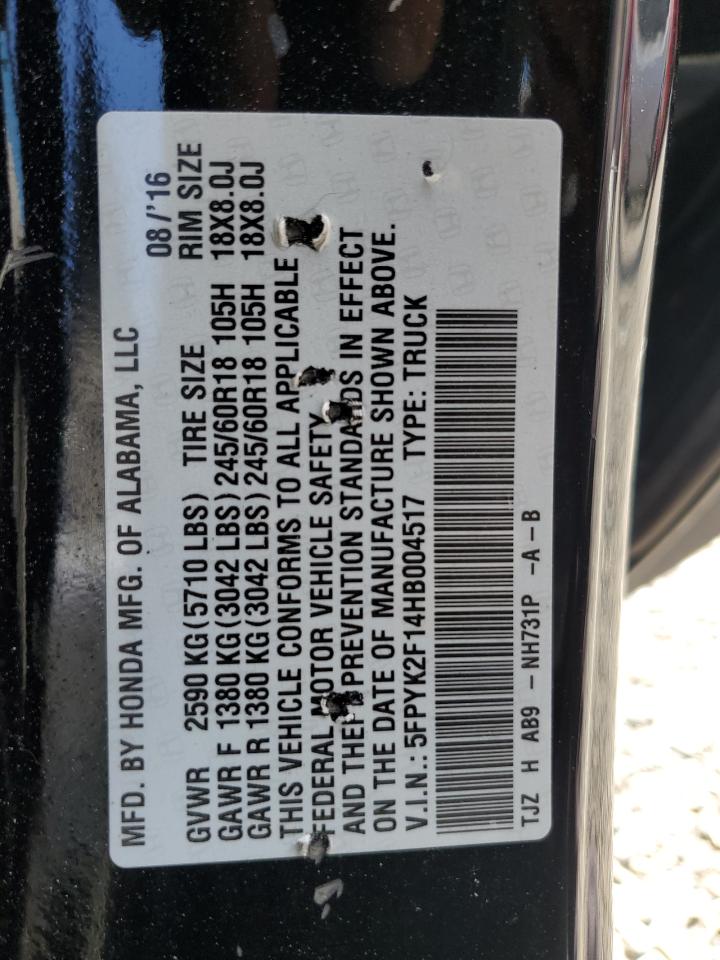 MFD. BY HONDA MFG. OF ALABAMA, LLC 08/'16
GVWR 2590 KG(5710 LBS) TIRE SIZE RIM SIZE
GAWR F 1380 KG(3042 LBS)245/60R18 105H 18X8.0J
GAWR R 1380 KG(3042 LBS)245/60R18 105H 18X8.0J
THIS VEHICLE CONFORMS TO ALL APPLICABLE
FEDERAL MOTOR VEHICLE SAFETY
AND THEFT PREVENTION STANDARDS IN EFFECT
ON THE DATE OF MANUFACTURE SHOWN ABOVE.
V.I.N.: 5FPYK2F14HB004517 TYPE: TRUCK
TJZ H AB9 -NH731P -A-B